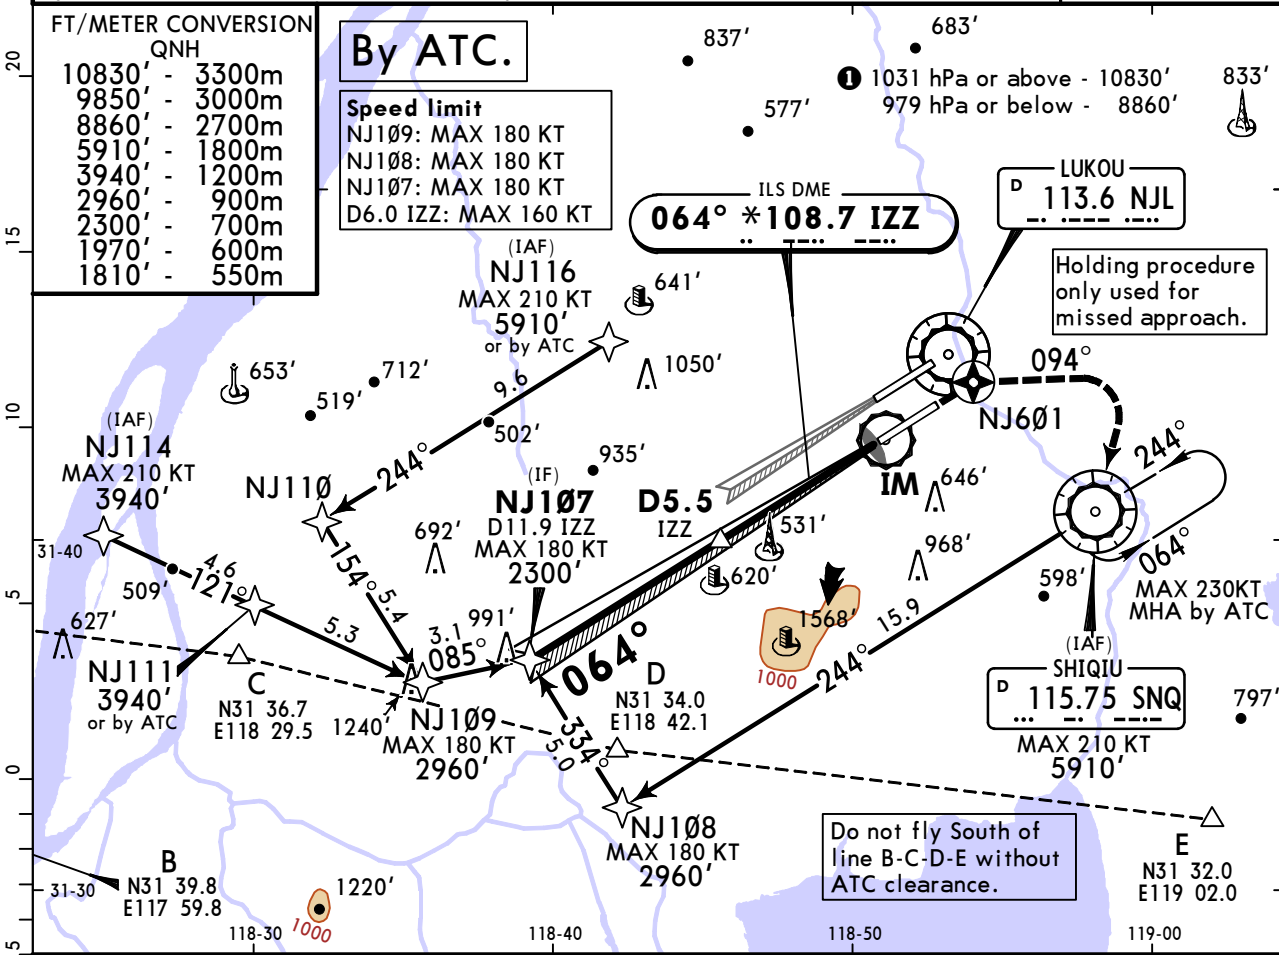 FT/METER CONVERSION
QNH
10830' - 3300m
9850' - 3000m
8860' - 2700m
5910' - 1800m
3940' - 1200m
2960' - 900m
2300' - 700m
1970' - 600m
1810' - 550m
By ATC.
Speed limit
NJ1Ø9: MAX 180 KT
NJ1Ø8: MAX 180 KT
NJ1Ø7: MAX 180 KT
D6.0 IZZ: MAX 160 KT
837'
683'
577'
1 1031 hPa or above - 10830'
979 hPa or below - 8860'
833'
ILS DME
064° *108.7 IZZ
LUKOU
D 113.6 NJL
Holding procedure
only used for
missed approach.
(IAF)
NJ116
MAX 210 KT
5910'
or by ATC
641'
1050'
653'
712'
519'
502'
9.6
244°
935'
(IAF)
NJ114
MAX 210 KT
3940'
NJ11Ø
094°
NJ6Ø1
244°
064°
MAX 230KT
MHA by ATC
(IF)
NJ1Ø7
D11.9 IZZ
MAX 180 KT
2300'
D5.5
IZZ
IM
646'
531'
692'
968'
620'
598'
1568'
1000
31-40
4.6
121°
509'
154°
5.4
5.3
627'
3.1
991'
085°
064°
15.9
244°
NJ111
3940'
or by ATC
C
N31 36.7
E118 29.5
1240'
NJ1Ø9
MAX 180 KT
2960'
D
N31 34.0
E118 42.1
334°
5.0
(IAF)
SHIQIU
D 115.75 SNQ
MAX 210 KT
5910'
797'
NJ1Ø8
MAX 180 KT
2960'
Do not fly South of
line B-C-D-E without
ATC clearance.
E
N31 32.0
E119 02.0
B
N31 39.8
E117 59.8
31-30
1220'
1000
118-30
118-40
118-50
119-00
20
15
10
5
0
5